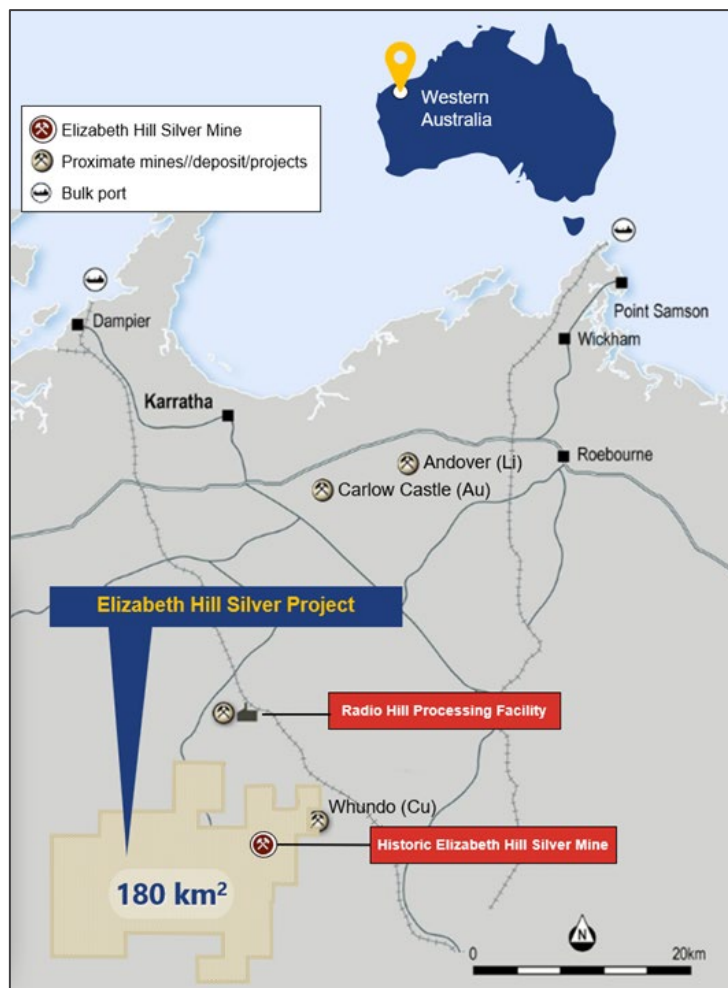 Western
Australia
Elizabeth Hill Silver Mine
Proximate mines//deposit/projects
Bulk port
Dampier
Point Samson
Wickham
Karratha
Roebourne
Andover (Li)
Carlow Castle (Au)
Elizabeth Hill Silver Project
Radio Hill Processing Facility
Whundo (Cu)
Historic Elizabeth Hill Silver Mine
180 km²
N
0 20km